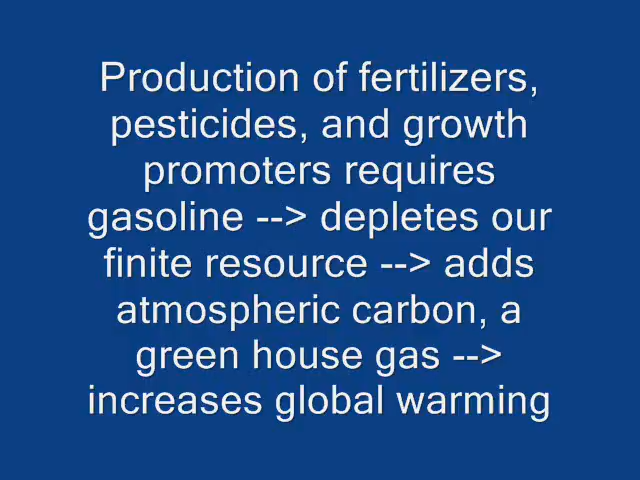 Production of fertilizers,
pesticides, and growth
promoters requires
gasoline --> depletes our
finite resource --> adds
atmospheric carbon, a
green house gas -->
increases global warming